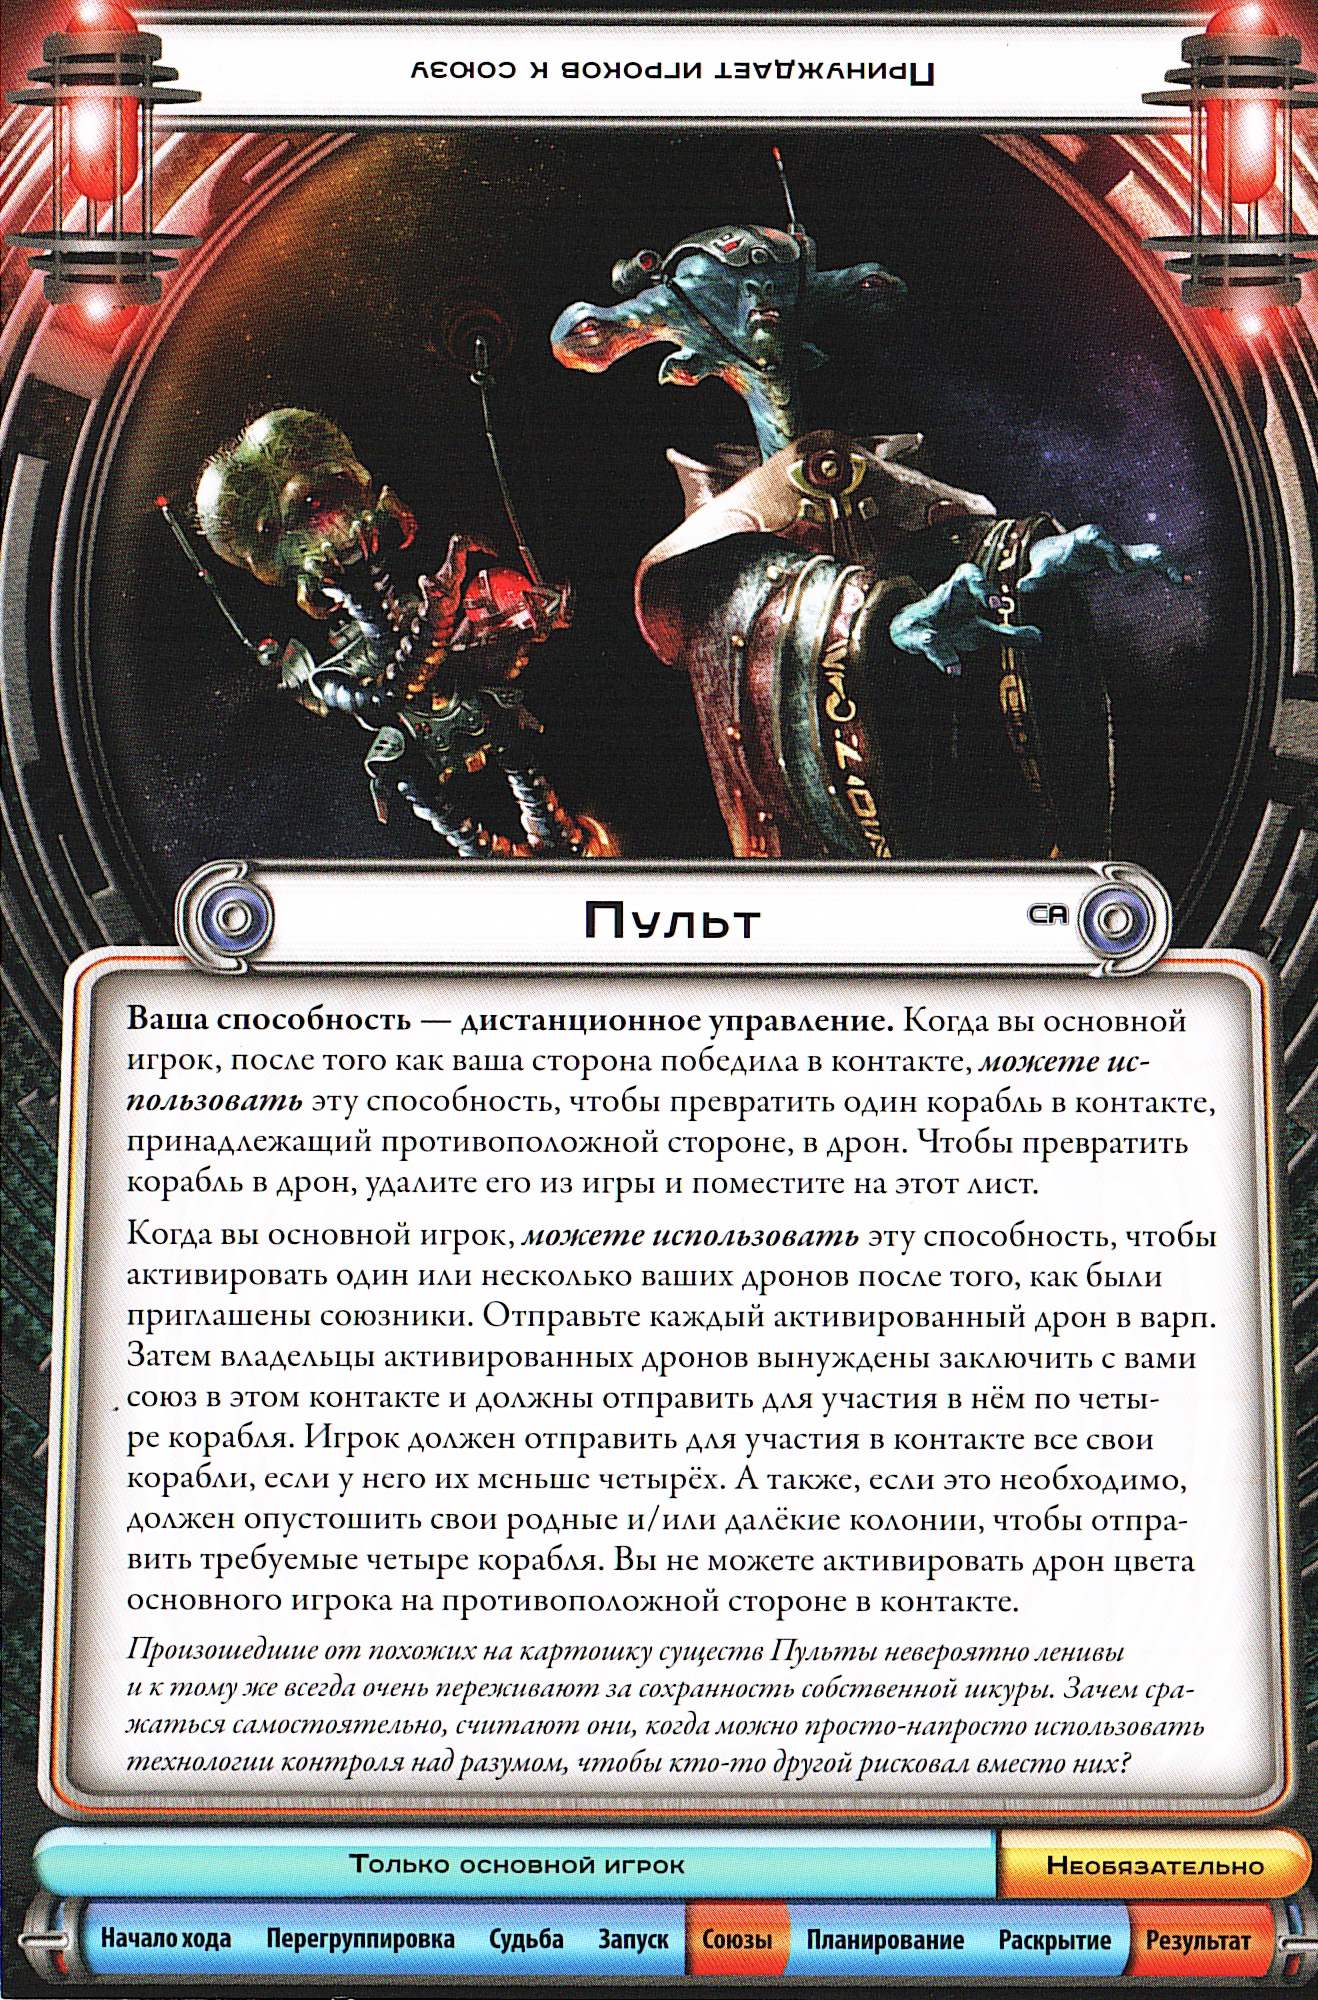 Принуждает игроков к союзу
Пульт
CA
Ваша способность — дистанционное управление. Когда вы основной
игрок, после того как ваша сторона победила в контакте, можете ис-
пользовать эту способность, чтобы превратить один корабль в контакте,
принадлежащий противоположной стороне, в дрон. Чтобы превратить
корабль в дрон, удалите его из игры и поместите на этот лист.
Когда вы основной игрок, можете использовать эту способность, чтобы
активировать один или несколько ваших дронов после того, как были
приглашены союзники. Отправьте каждый активированный дрон в варп.
Затем владельцы активированных дронов вынуждены заключить с вами
союз в этом контакте и должны отправить для участия в нём по четы-
ре корабля. Игрок должен отправить для участия в контакте все свои
корабли, если у него их меньше четырёх. А также, если это необходимо,
должен опустошить свои родные и/или далёкие колонии, чтобы отпра-
вить требуемые четыре корабля. Вы не можете активировать дрон цвета
основного игрока на противоположной стороне в контакте.
Произошедшие от похожих на картошку существ Пульты невероятно ленивы
и к тому же всегда очень переживают за сохранность собственной шкуры. Зачем сра-
жаться самостоятельно, считают они, когда можно просто-напросто использовать
технологии контроля над разумом, чтобы кто-то другой рисковал вместо них?
Только основной игрок
Необязательно
Начало хода Перегруппировка Судьба Запуск Союзы Планирование Раскрытие Результат